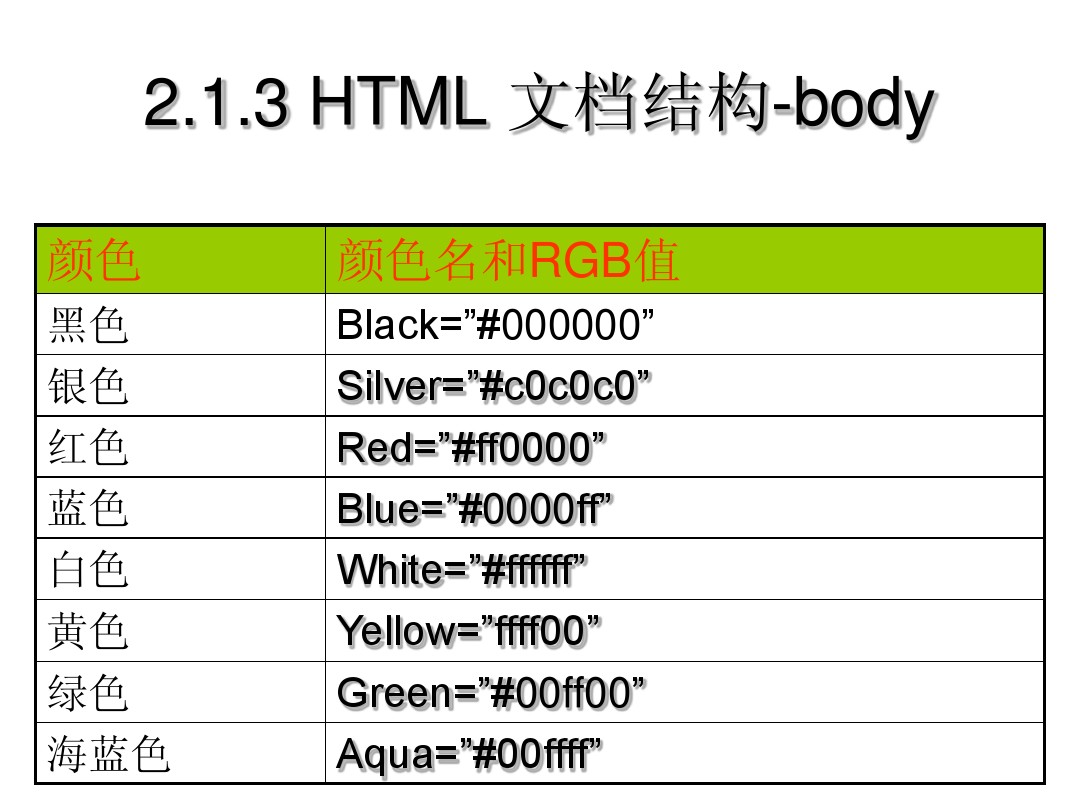 2.1.3 HTML 文档结构-body
颜色 颜色名和RGB值
黑色 Black=”#000000”
银色 Silver=”#c0c0c0”
红色 Red=”#ff0000”
蓝色 Blue=”#0000ff”
白色 White=”#ffffff”
黄色 Yellow=”ffff00”
绿色 Green=”#00ff00”
海蓝色 Aqua=”#00ffff”